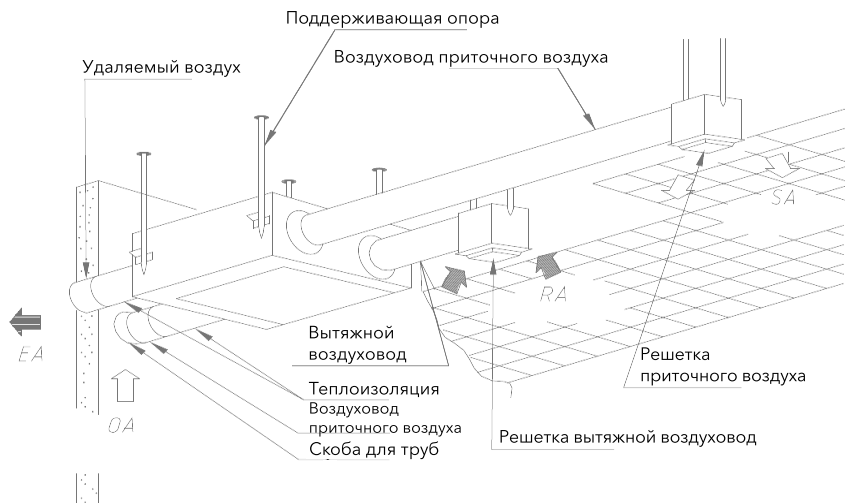 Поддерживающая опора
Воздуховод приточного воздуха
Удаляемый воздух
SA
RA
EA
OA
Вытяжной
воздуховод
Решетка
приточного воздуха
Теплоизоляция
Воздуховод
приточного воздуха
Решетка вытяжной воздуховод
Скоба для труб